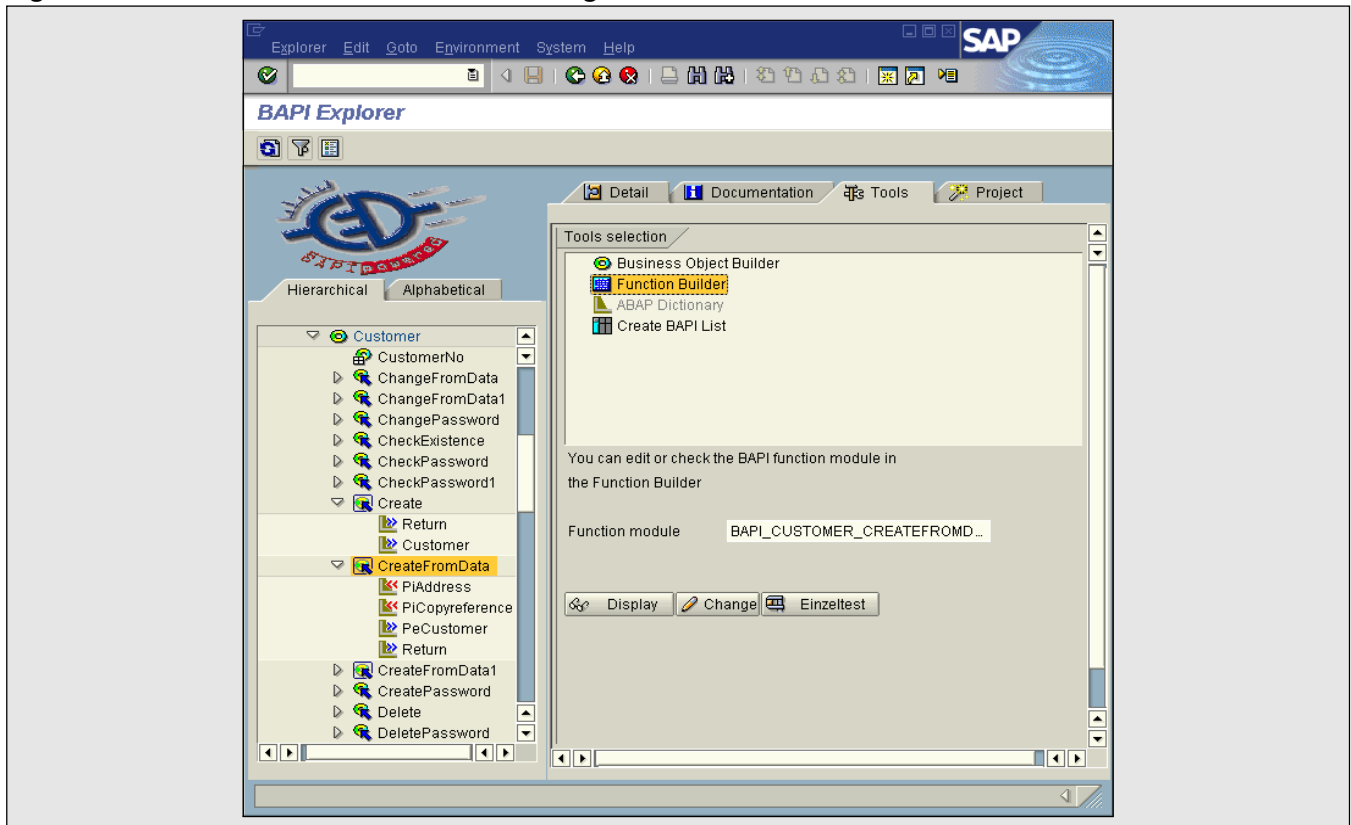 Explorer Edit Goto Environment System Help
SAP
BAPI Explorer
Detail Documentation Tools Project
BAPI powered
Tools selection
Business Object Builder
Function Builder
ABAP Dictionary
Create BAPI List
Hierarchical Alphabetical
Customer
CustomerNo
ChangeFromData
ChangeFromData1
ChangePassword
CheckExistence
CheckPassword
CheckPassword1
Create
Return
Customer
CreateFromData
PiAddress
PiCopyreference
PeCustomer
Return
CreateFromData1
CreatePassword
Delete
DeletePassword
You can edit or check the BAPI function module in
the Function Builder
Function module BAPI_CUSTOMER_CREATEFROMD...
Display Change Einzeltest